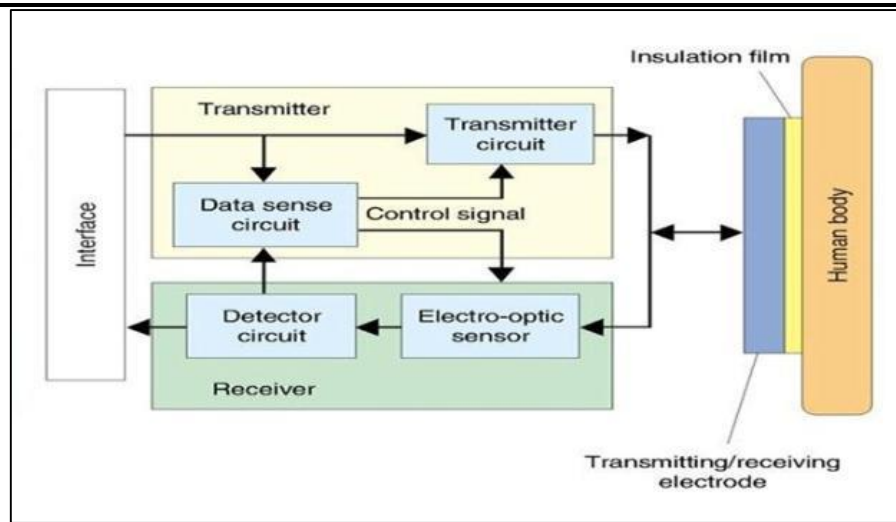 Insulation film
Transmitter
Transmitter
circuit
Data sense
circuit
Control signal
Interface
Human body
Detector
circuit
Electro-optic
sensor
Receiver
Transmitting/receiving
electrode